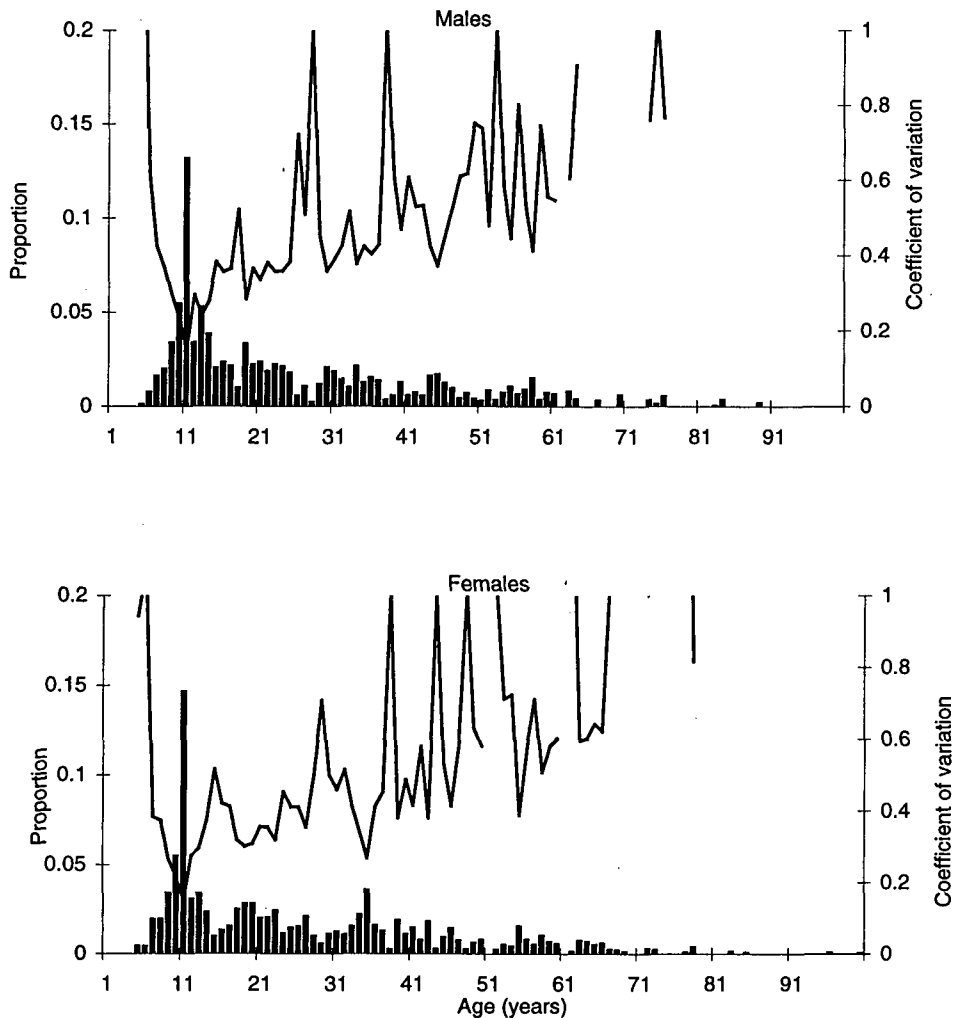 Males
0.2
0.15
0.1
0.05
0
Proportion
1
0.8
0.6
0.4
0.2
0
Coefficient of variation
1 11 21 31 41 51 61 71 81 91
Females
0.2
0.15
0.1
0.05
0
Proportion
1
0.8
0.6
0.4
0.2
0
Coefficient of variation
1 11 21 31 41 51 61 71 81 91
Age (years)